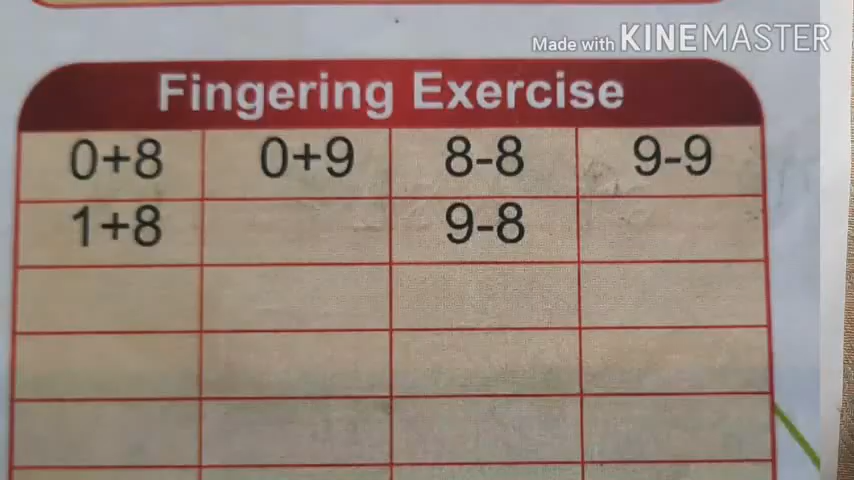 Made with KINEMASTER
Fingering Exercise
0+8 0+9 8-8 9-9
1+8 9-8